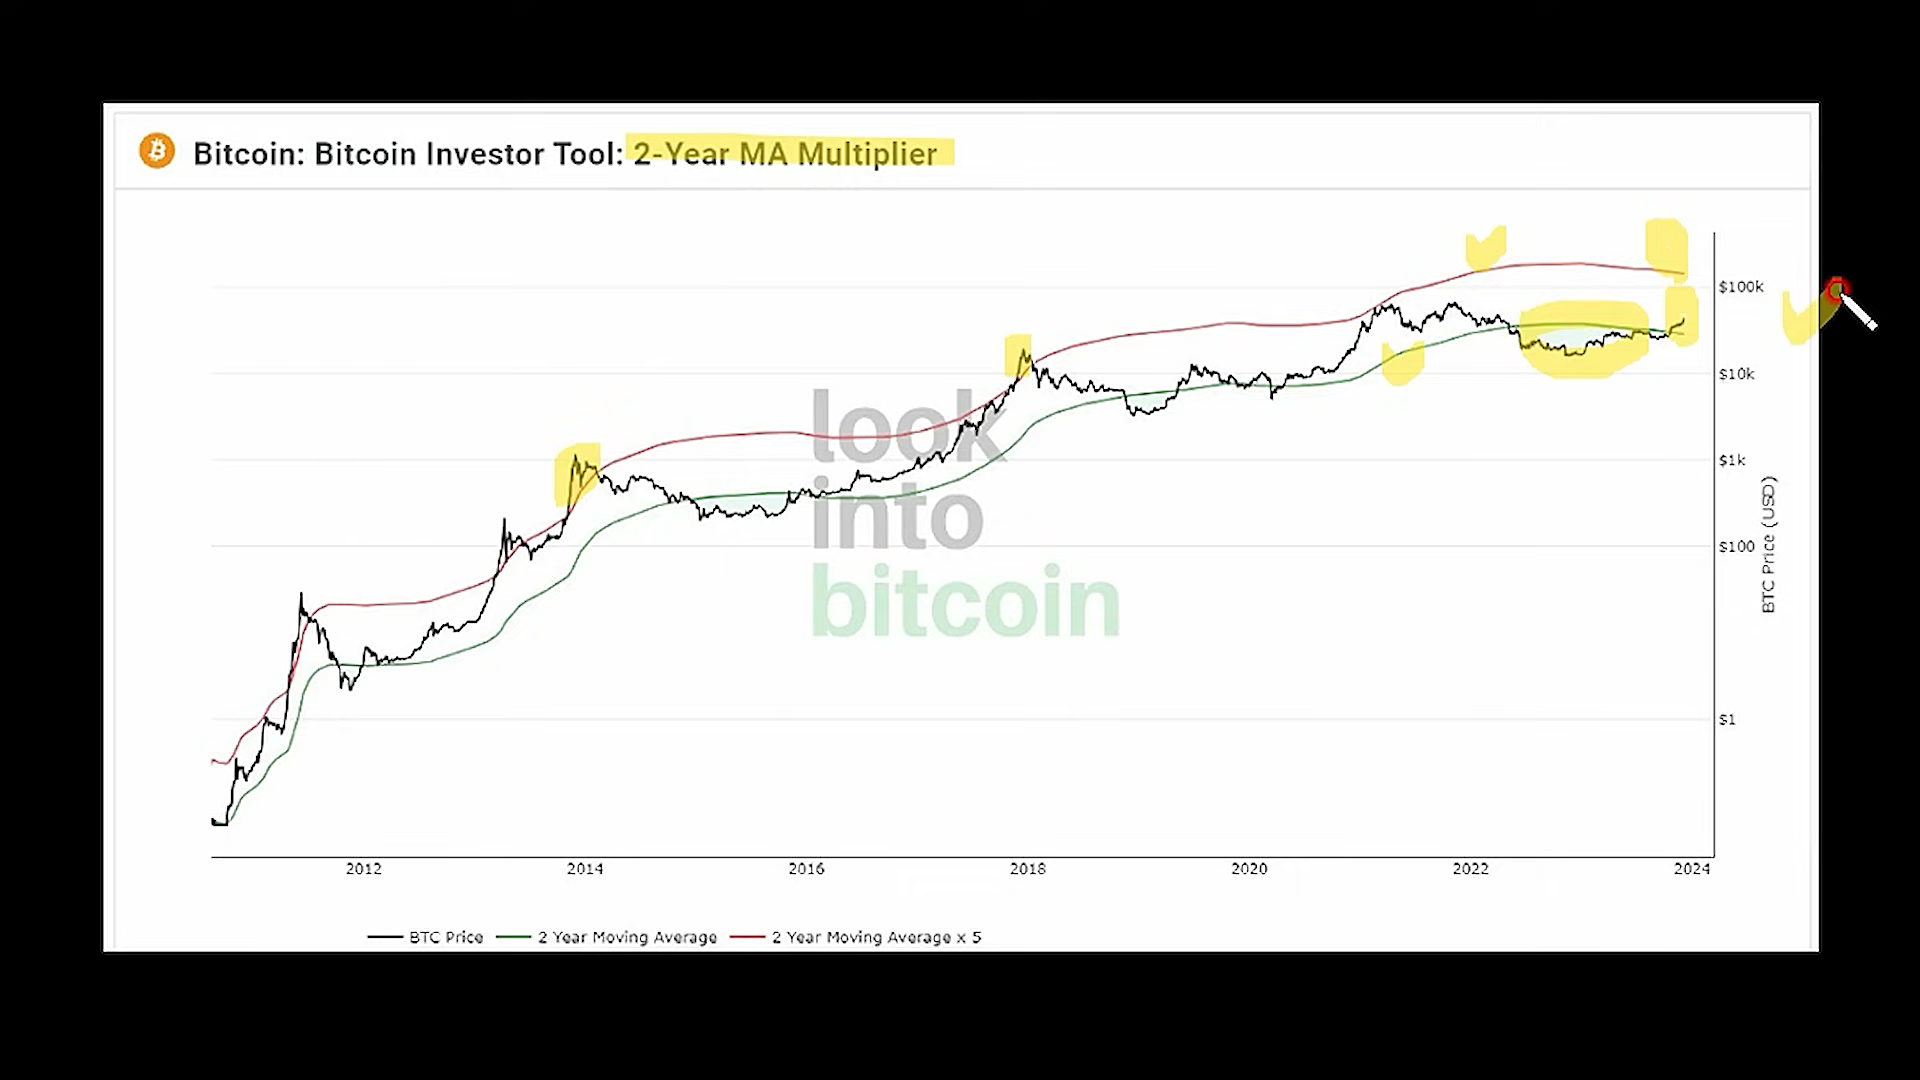 Bitcoin: Bitcoin Investor Tool: 2-Year MA Multiplier
look
into
bitcoin
$100k
$10k
$1k
$100
$1
BTC Price (USD)
2012 2014 2016 2018 2020 2022 2024
BTC Price 2 Year Moving Average 2 Year Moving Average x 5